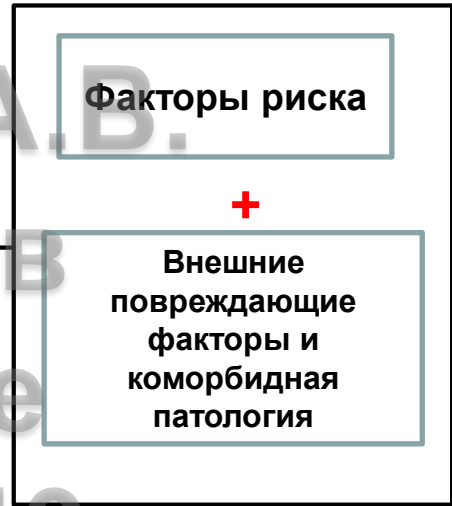 А.В.
Факторы риска
+
в
Внешние
повреждающие
факторы и
коморбидная
патология
е